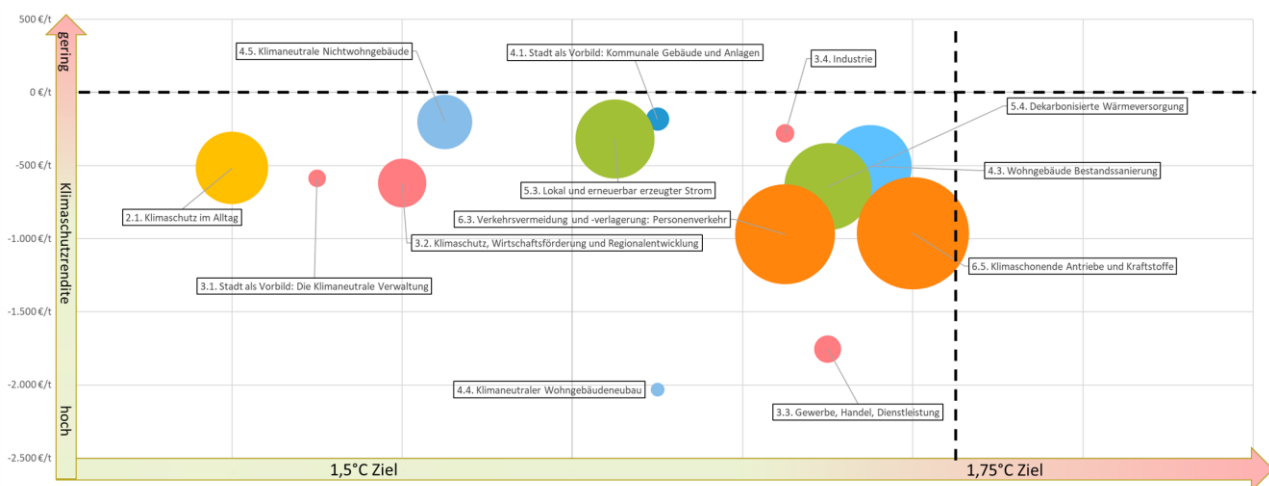 500 €/t
gering
4.5. Klimaneutrale Nichtwohngebäude
4.1. Stadt als Vorbild: Kommunale Gebäude und Anlagen
3.4. Industrie
0 €/t
5.4. Dekarbonisierte Wärmeversorgung
-500 €/t
4.3. Wohngebäude Bestandssanierung
5.3. Lokal und erneuerbar erzeugter Strom
Klimaschutzrendite
2.1. Klimaschutz im Alltag
6.3. Verkehrsvermeidung und -verlagerung: Personenverkehr
-1.000 €/t
3.2. Klimaschutz, Wirtschaftsförderung und Regionalentwicklung
6.5. Klimaschonende Antriebe und Kraftstoffe
3.1. Stadt als Vorbild: Die Klimaneutrale Verwaltung
-1.500 €/t
-2.000 €/t
4.4. Klimaneutraler Wohngebäudeneubau
3.3. Gewerbe, Handel, Dienstleistung
hoch
-2.500 €/t
1,5°C Ziel
1,75°C Ziel